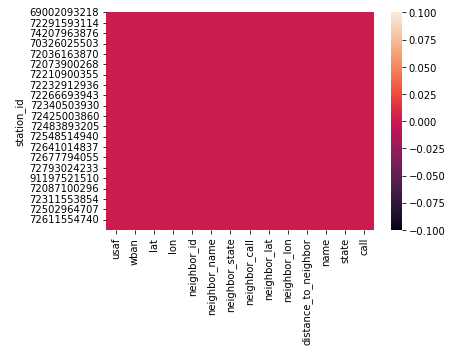 station_id
69002093218
72291593114
74207963876
70326025503
72036163870
72073900268
72210900355
72232912936
72266693943
72340503930
72425003860
72483893205
72548514940
72641014837
72677794055
72793024233
91197521510
72087100296
72311553854
72502964707
72611554740
usaf
wban
lat
lon
neighbor_id
neighbor_name
neighbor_state
neighbor_call
neighbor_lat
neighbor_lon
distance_to_neighbor
name
state
call
0.100
0.075
0.050
0.025
0.000
−0.025
−0.050
−0.075
−0.100